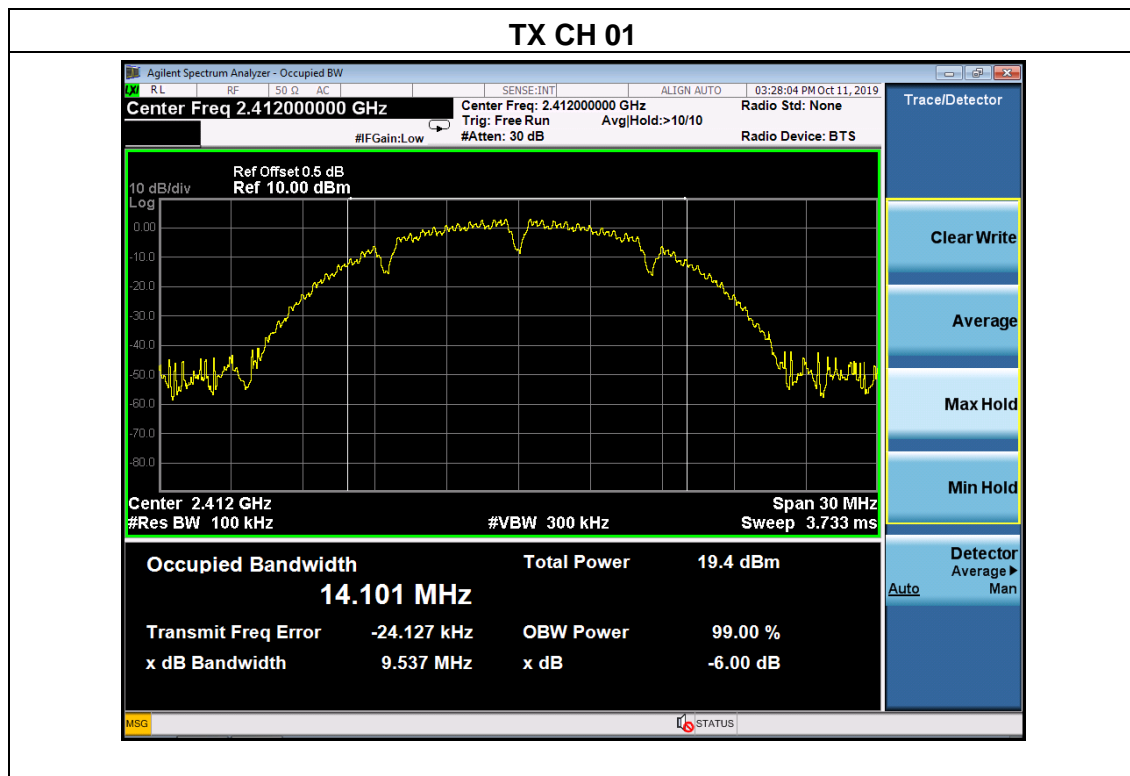 TX CH 01
Agilent Spectrum Analyzer - Occupied BW
LXI RL RF 50 Ω AC SENSE:INT ALIGN AUTO 03:28:04 PM Oct 11, 2019
Center Freq 2.412000000 GHz Center Freq: 2.412000000 GHz Radio Std: None
Trig: Free Run Avg|Hold:>10/10
#IFGain:Low #Atten: 30 dB Radio Device: BTS
Trace/Detector
Ref Offset 0.5 dB
10 dB/div Ref 10.00 dBm
Log
0.00
-10.0
-20.0
-30.0
-40.0
-50.0
-60.0
-70.0
-80.0
Center 2.412 GHz Span 30 MHz
#Res BW 100 kHz #VBW 300 kHz Sweep 3.733 ms
Clear Write
Average
Max Hold
Min Hold
Detector
Average
Auto Man
Occupied Bandwidth Total Power 19.4 dBm
14.101 MHz
Transmit Freq Error -24.127 kHz OBW Power 99.00 %
x dB Bandwidth 9.537 MHz x dB -6.00 dB
MSG STATUS